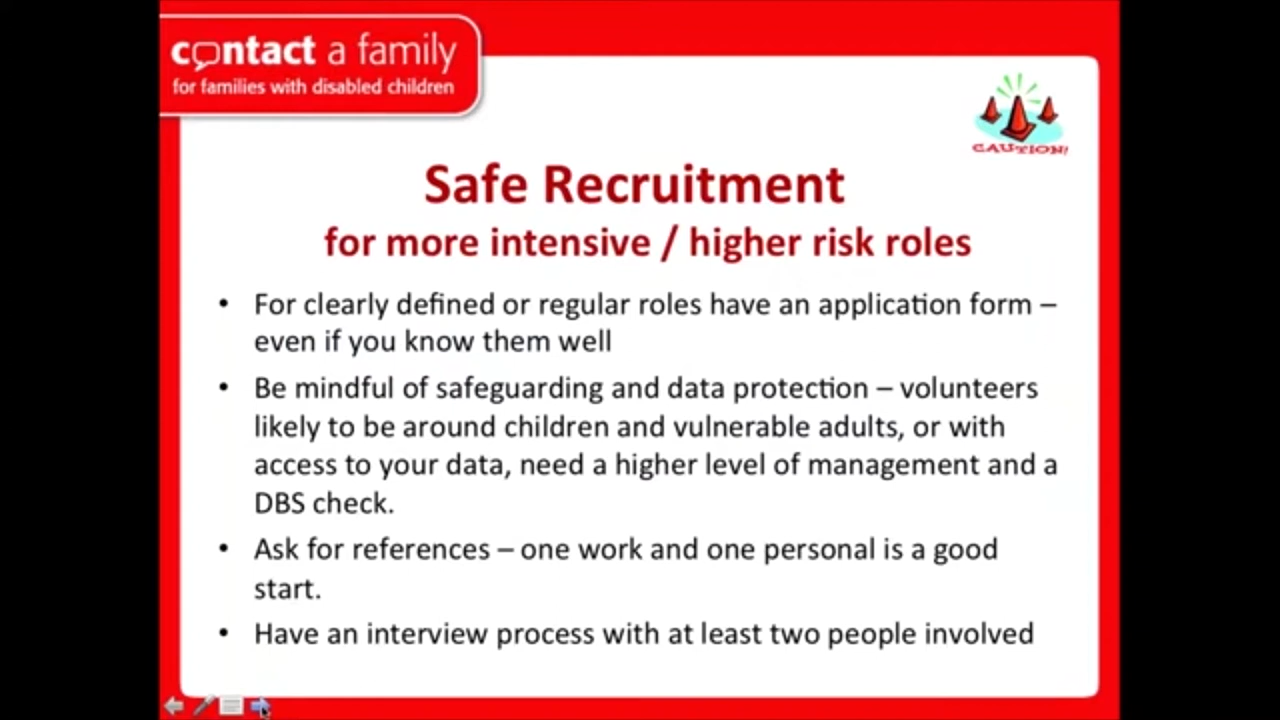 contact a family
for families with disabled children
CAUTION!
Safe Recruitment
for more intensive / higher risk roles
• For clearly defined or regular roles have an application form –
even if you know them well
• Be mindful of safeguarding and data protection – volunteers
likely to be around children and vulnerable adults, or with
access to your data, need a higher level of management and a
DBS check.
• Ask for references – one work and one personal is a good
start.
• Have an interview process with at least two people involved